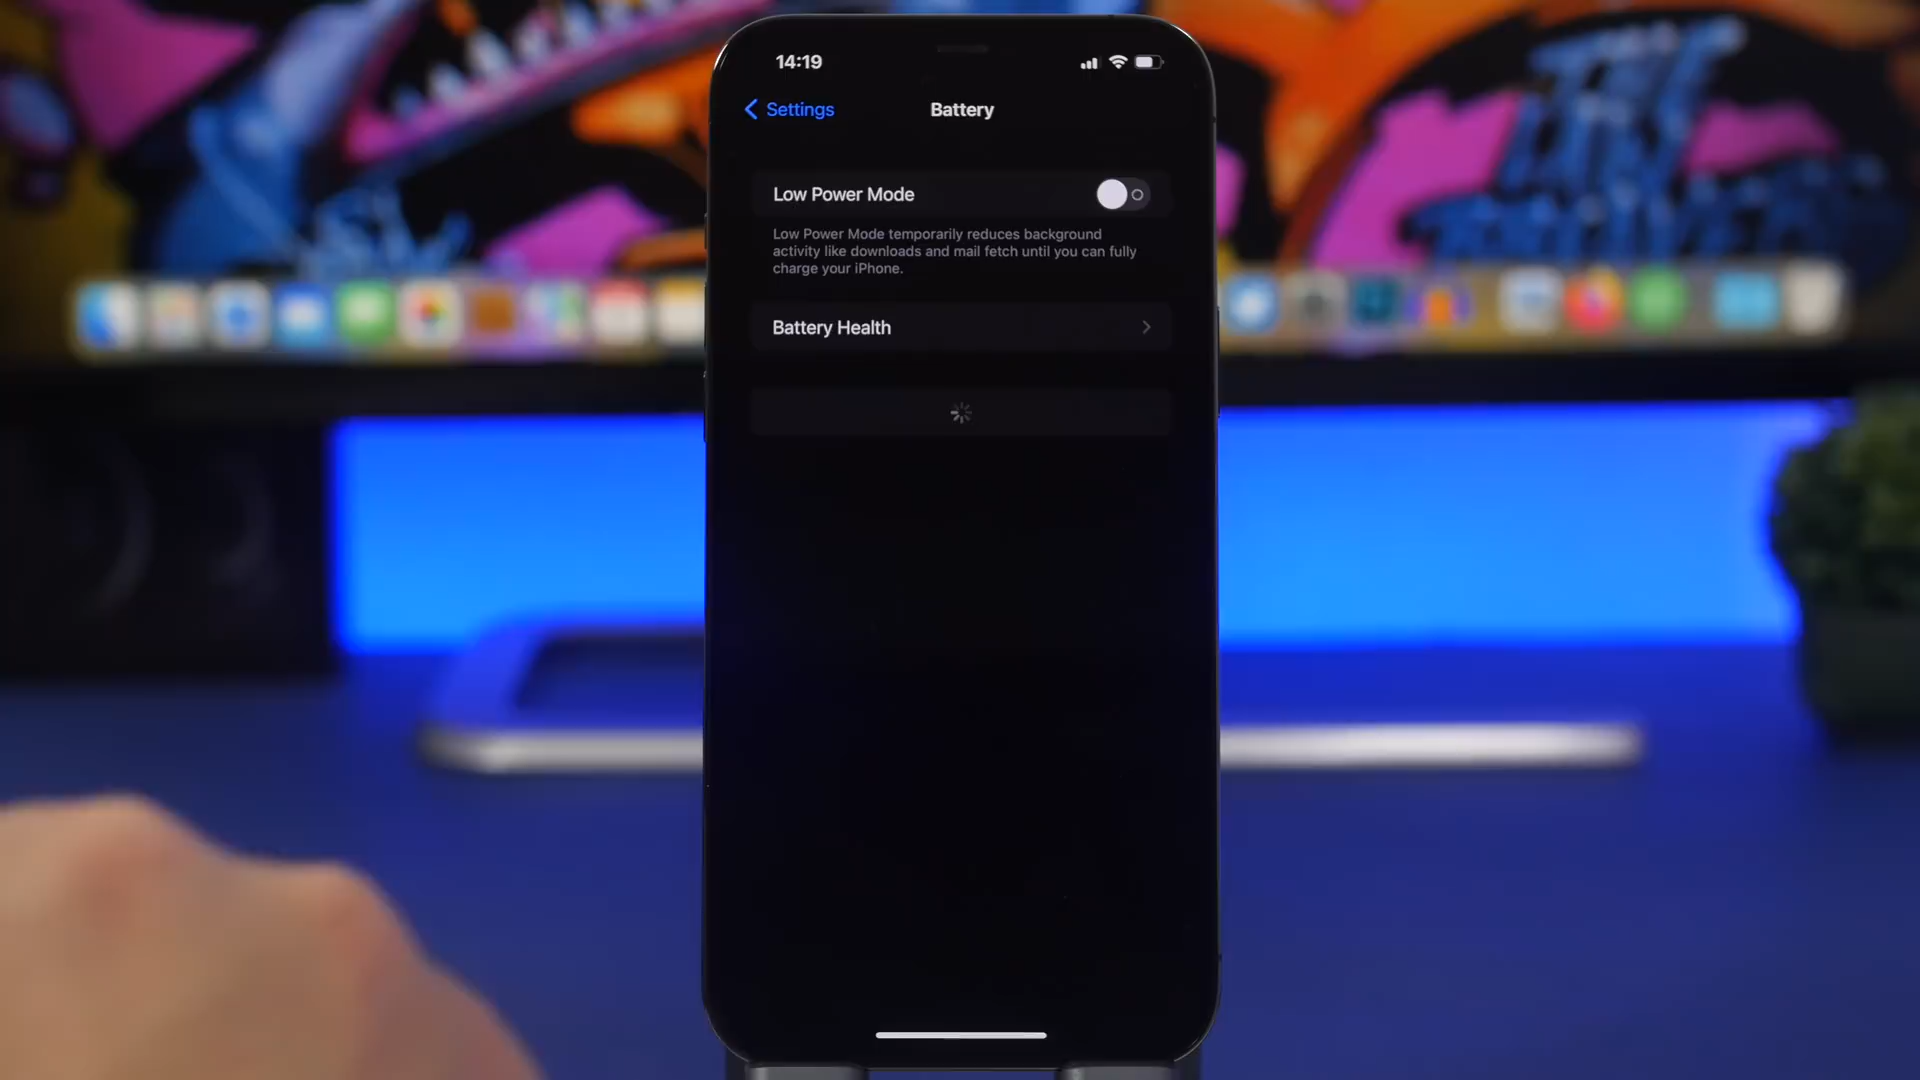 14:19
Settings
Battery
Low Power Mode
Low Power Mode temporarily reduces background
activity like downloads and mail fetch until you can fully
charge your iPhone.
Battery Health